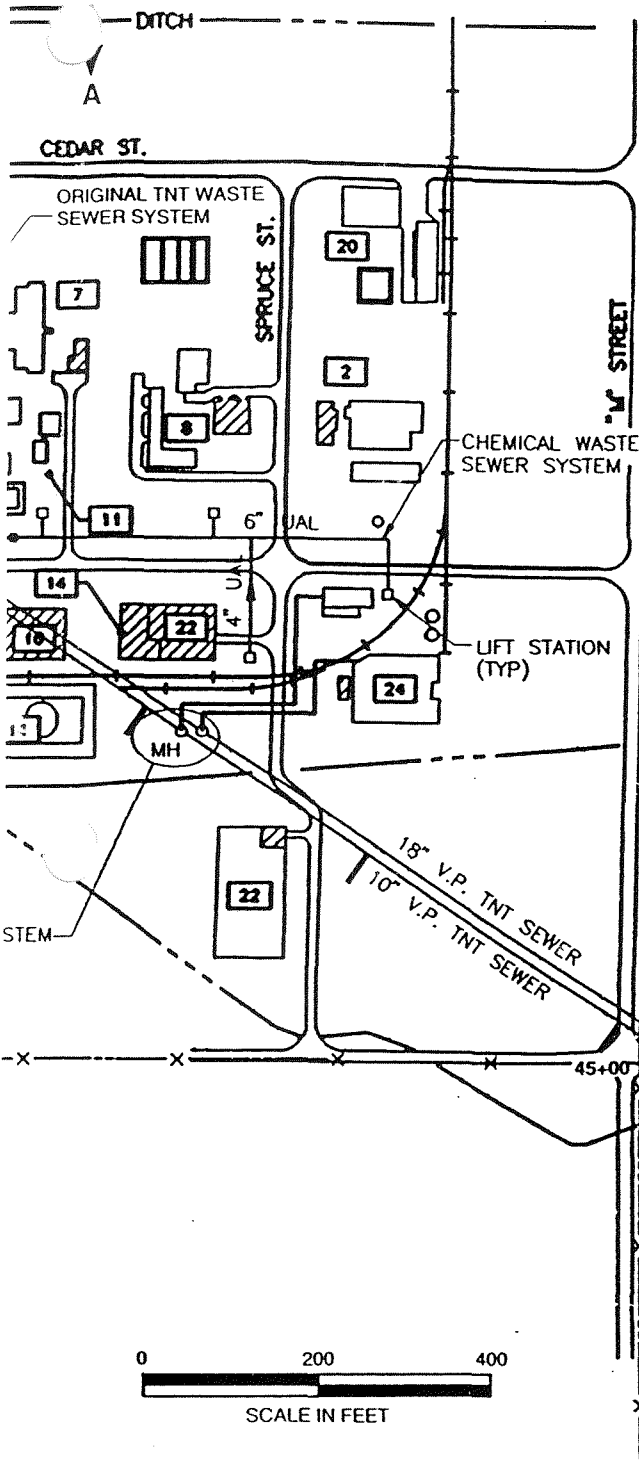 DITCH
A
CEDAR ST.
ORIGINAL TNT WASTE
SEWER SYSTEM
SPRUCE ST.
20
7
"M" STREET
2
8
CHEMICAL WASTE
SEWER SYSTEM
11
6" UAL
14
4" UAL
22
LIFT STATION
(TYP)
24
MH
18" V.P. TNT SEWER
10" V.P. TNT SEWER
22
STEM
45+00
0 200 400
SCALE IN FEET